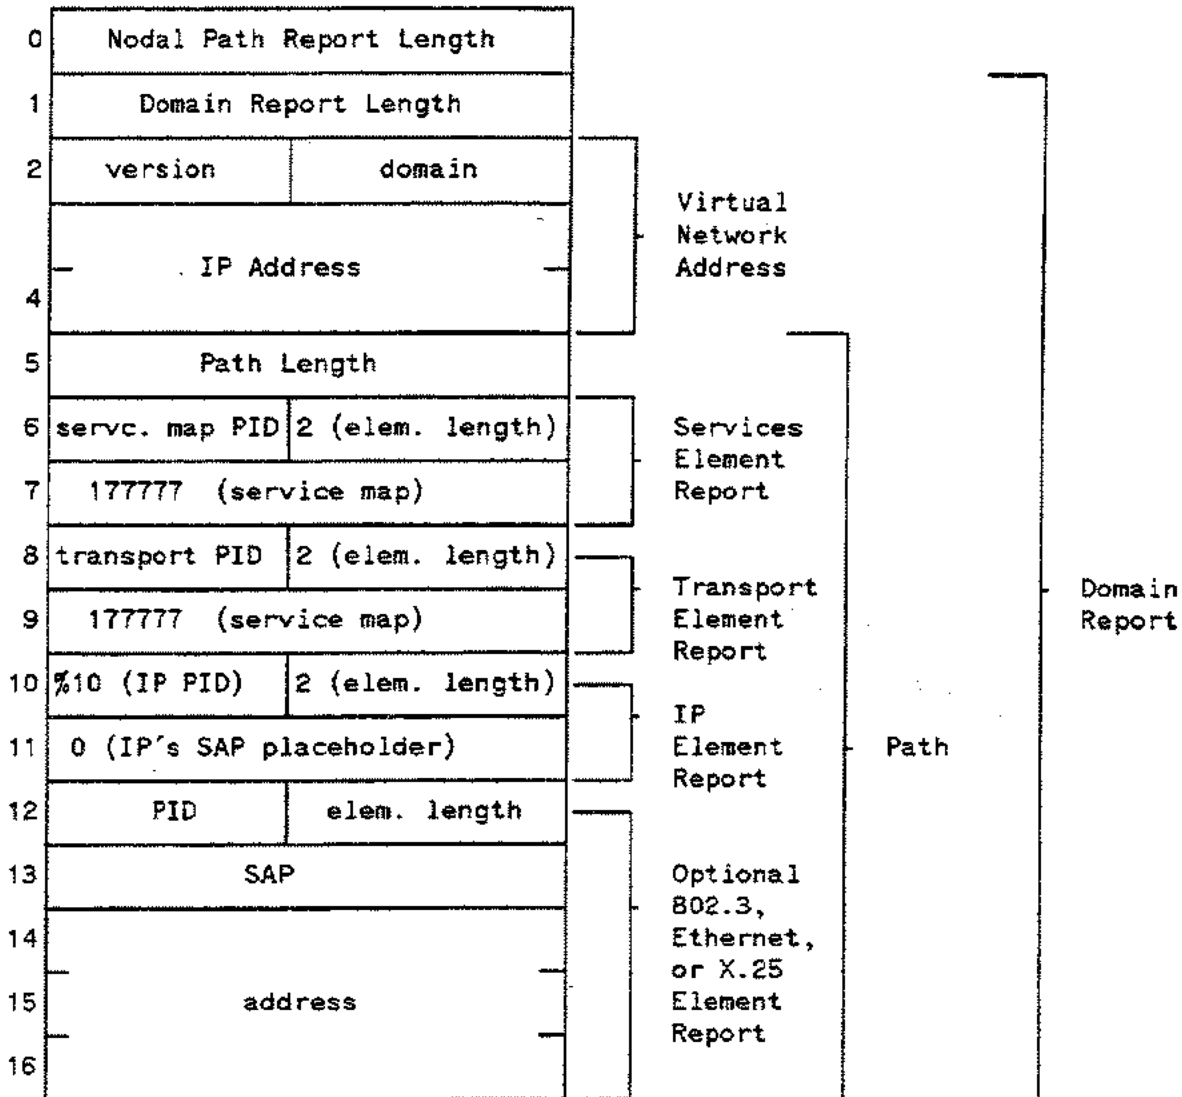 0 Nodal Path Report Length
1 Domain Report Length
2 version domain
Virtual
Network
Address
IP Address
4
5 Path Length
6 servc. map PID 2 (elem. length)
Services
Element
Report
7 177777 (service map)
8 transport PID 2 (elem. length)
Transport
Element
Report
9 177777 (service map)
Domain
Report
10 %10 (IP PID) 2 (elem. length)
IP
Element
Report
11 0 (IP's SAP placeholder)
Path
12 PID elem. length
13 SAP
Optional
802.3,
Ethernet,
or X.25
Element
Report
14
15 address
16